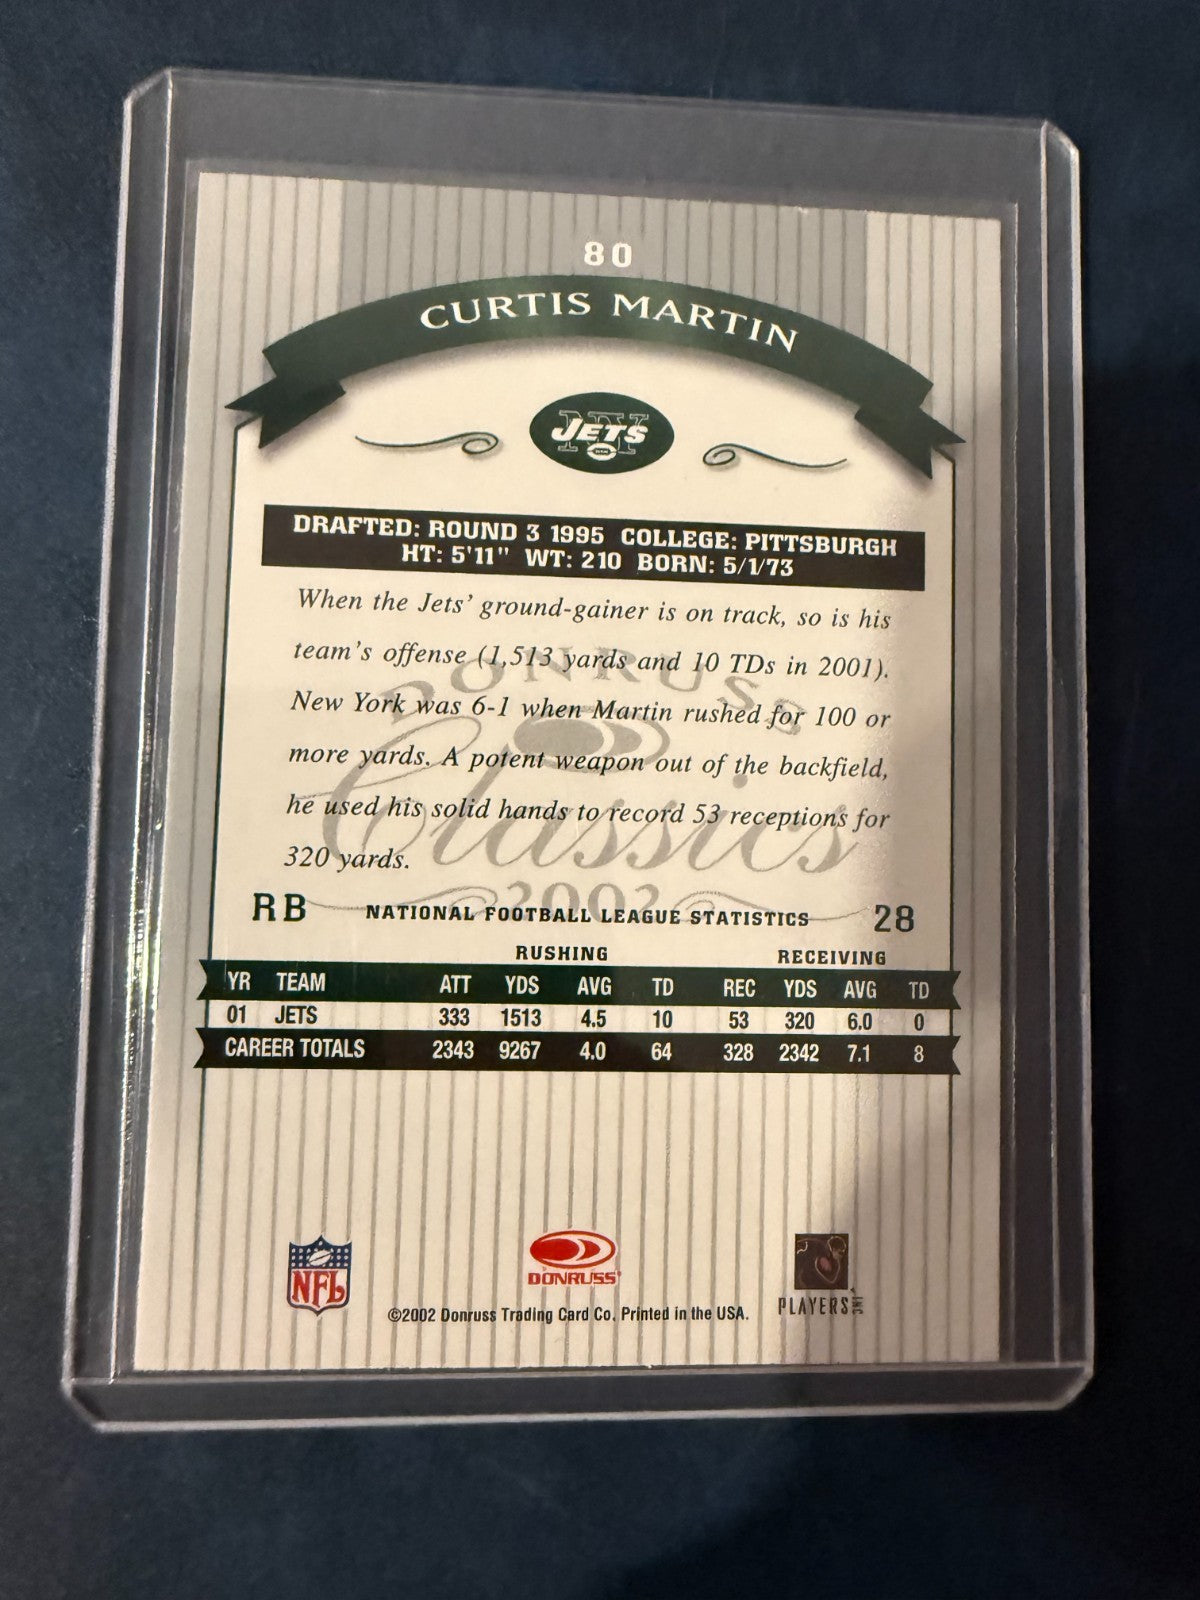 80
CURTIS MARTIN
NY
JETS
DRAFTED: ROUND 3 1995 COLLEGE: PITTSBURGH
HT: 5'11" WT: 210 BORN: 5/1/73
When the Jets' ground-gainer is on track, so is his
team's offense (1,513 yards and 10 TDs in 2001).
New York was 6-1 when Martin rushed for 100 or
more yards. A potent weapon out of the backfield,
he used his solid hands to record 53 receptions for
320 yards.
DONRUSS
Classics
2002
RB NATIONAL FOOTBALL LEAGUE STATISTICS 28
RUSHING RECEIVING
YR TEAM ATT YDS AVG TD REC YDS AVG TD
01 JETS 333 1513 4.5 10 53 320 6.0 0
CAREER TOTALS 2343 9267 4.0 64 328 2342 7.1 8
NFL
DONRUSS
PLAYERS INC
©2002 Donruss Trading Card Co. Printed in the USA.